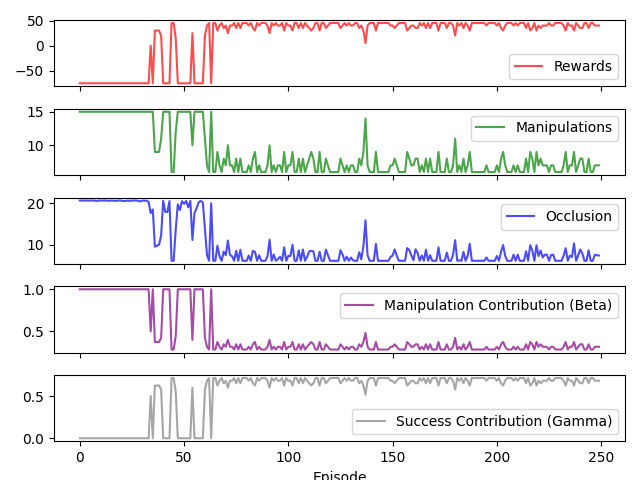 50
0
−50
Rewards
15
10
Manipulations
20
10
Occlusion
1.0
0.5
Manipulation Contribution (Beta)
0.5
0.0
Success Contribution (Gamma)
0 50 100 150 200 250
Episode